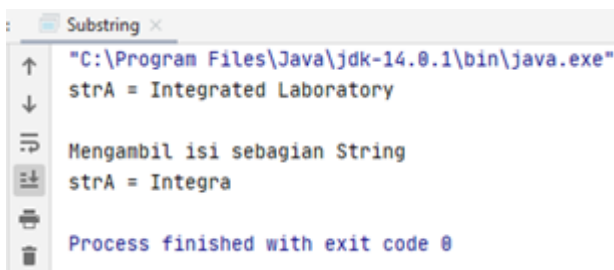 Substring
"C:\Program Files\Java\jdk-14.0.1\bin\java.exe"
strA = Integrated Laboratory
Mengambil isi sebagian String
strA = Integra
Process finished with exit code 0